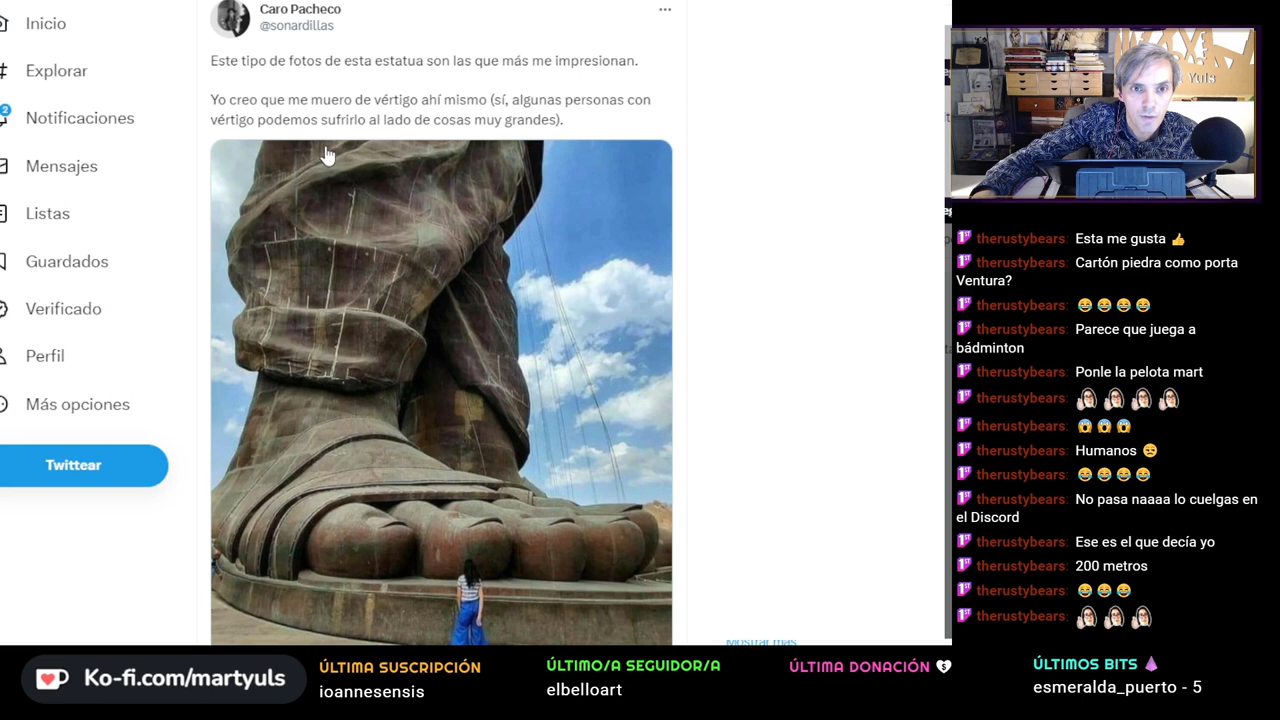 Caro Pacheco
@sonardillas
Este tipo de fotos de esta estatua son las que más me impresionan.
Yo creo que me muero de vértigo ahí mismo (sí, algunas personas con
vértigo podemos sufrirlo al lado de cosas muy grandes).
Inicio
Explorar
2
Notificaciones
Mensajes
Listas
Guardados
Verificado
Perfil
Más opciones
Twittear
Mostrar más
Yuls
therustybears: Esta me gusta 👍
therustybears: Cartón piedra como porta
Ventura?
therustybears: 😂 😂 😂 😂
therustybears: Parece que juega a
bádminton
therustybears: Ponle la pelota mart
therustybears:
therustybears: 😱 😱 😱
therustybears: Humanos 😒
therustybears: 😂 😂 😂 😂
therustybears: No pasa naaaa lo cuelgas en
el Discord
therustybears: Ese es el que decía yo
therustybears: 200 metros
therustybears: 😂 😂 😂
therustybears:
Ko-fi.com/martyuls
ÚLTIMA SUSCRIPCIÓN
ioannesensis
ÚLTIMO/A SEGUIDOR/A
elbelloart
ÚLTIMA DONACIÓN
ÚLTIMOS BITS
esmeralda_puerto - 5